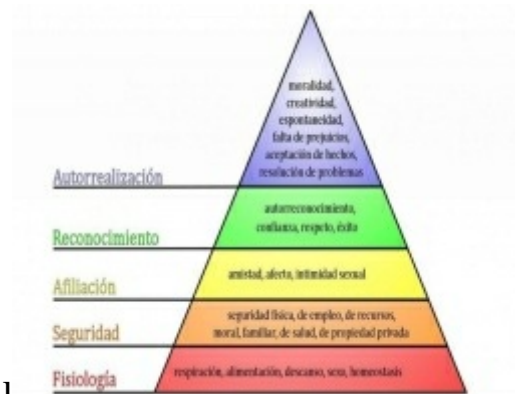 moralidad,
creatividad,
espontaneidad,
falta de prejuicios,
aceptación de hechos,
resolución de problemas
Autorrealización
autorreconocimiento,
confianza, respeto, éxito
Reconocimiento
amistad, afecto, intimidad sexual
Afiliación
seguridad física, de empleo, de recursos,
moral, familiar, de salud, de propiedad privada
Seguridad
respiración, alimentación, descanso, sexo, homeostasis
Fisiología